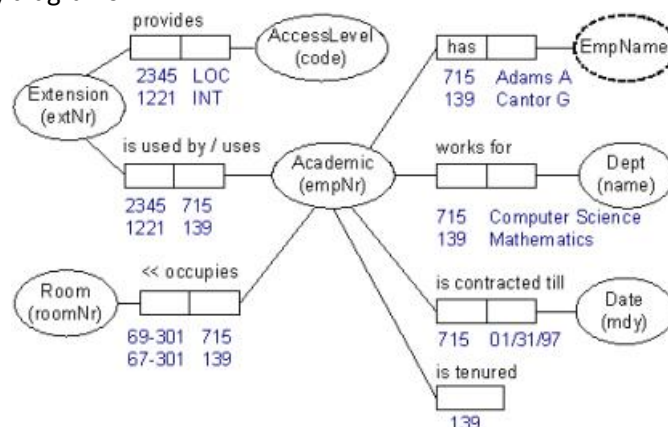 provides
AccessLevel
(code)
2345 LOC
1221 INT
Extension
(extNr)
is used by / uses
2345 715
1221 139
Academic
(empNr)
has
EmpName
715 Adams A
139 Cantor G
works for
Dept
(name)
715 Computer Science
139 Mathematics
<< occupies
Room
(roomNr)
69-301 715
67-301 139
is contracted till
Date
(mdy)
715 01/31/97
is tenured
139